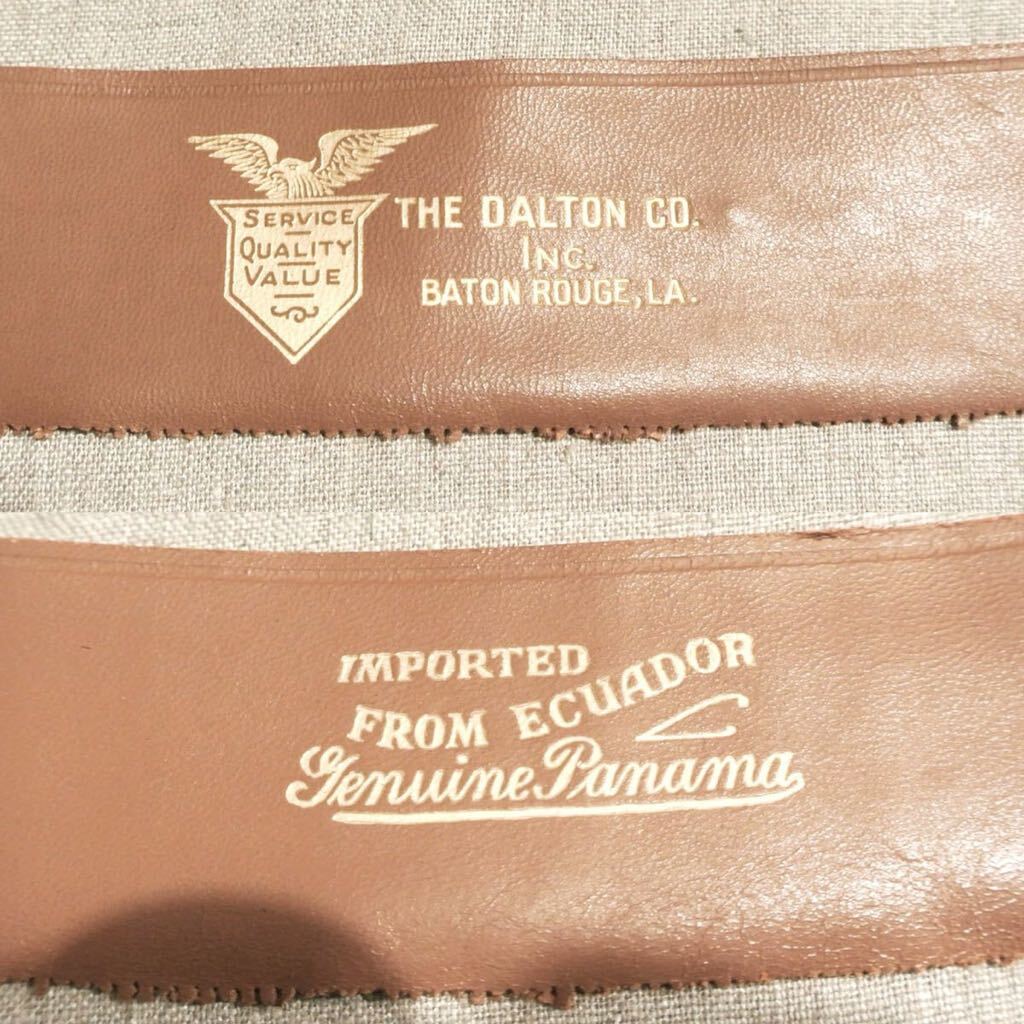 SERVICE
QUALITY
VALUE
THE DALTON CO.
INC.
BATON ROUGE, LA.
IMPORTED
FROM ECUADOR
Genuine Panama